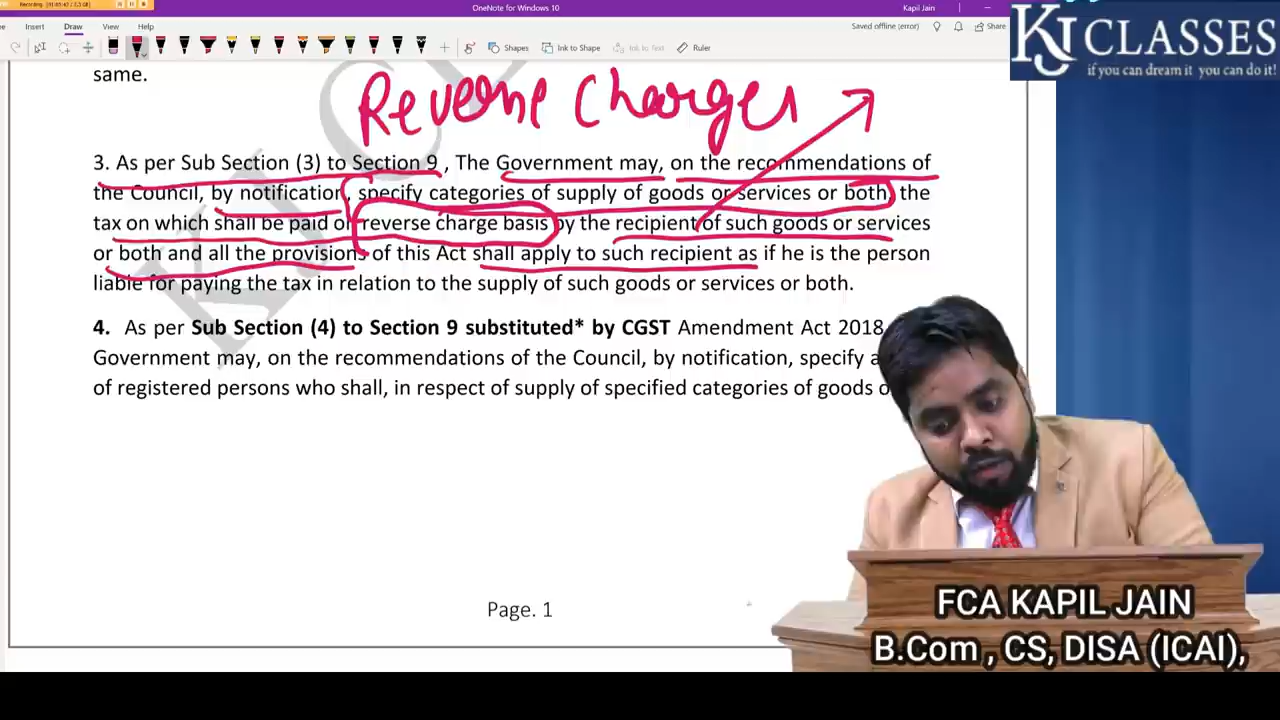 OneNote for Windows 10
Kapil Jain
Insert Draw History View Help
Saved offline (error) Share
Shapes Ink to Shape Ink to Text Ruler
KJ CLASSES
if you can dream it you can do it!
same.
Reverse Charges
3. As per Sub Section (3) to Section 9 , The Government may, on the recommendations of
the Council, by notification, specify categories of supply of goods or services or both, the
tax on which shall be paid on reverse charge basis by the recipient of such goods or services
or both and all the provisions of this Act shall apply to such recipient as if he is the person
liable for paying the tax in relation to the supply of such goods or services or both.
4. As per Sub Section (4) to Section 9 substituted* by CGST Amendment Act 2018
Government may, on the recommendations of the Council, by notification, specify a
of registered persons who shall, in respect of supply of specified categories of goods o
Page. 1
FCA KAPIL JAIN
B.Com , CS, DISA (ICAI),